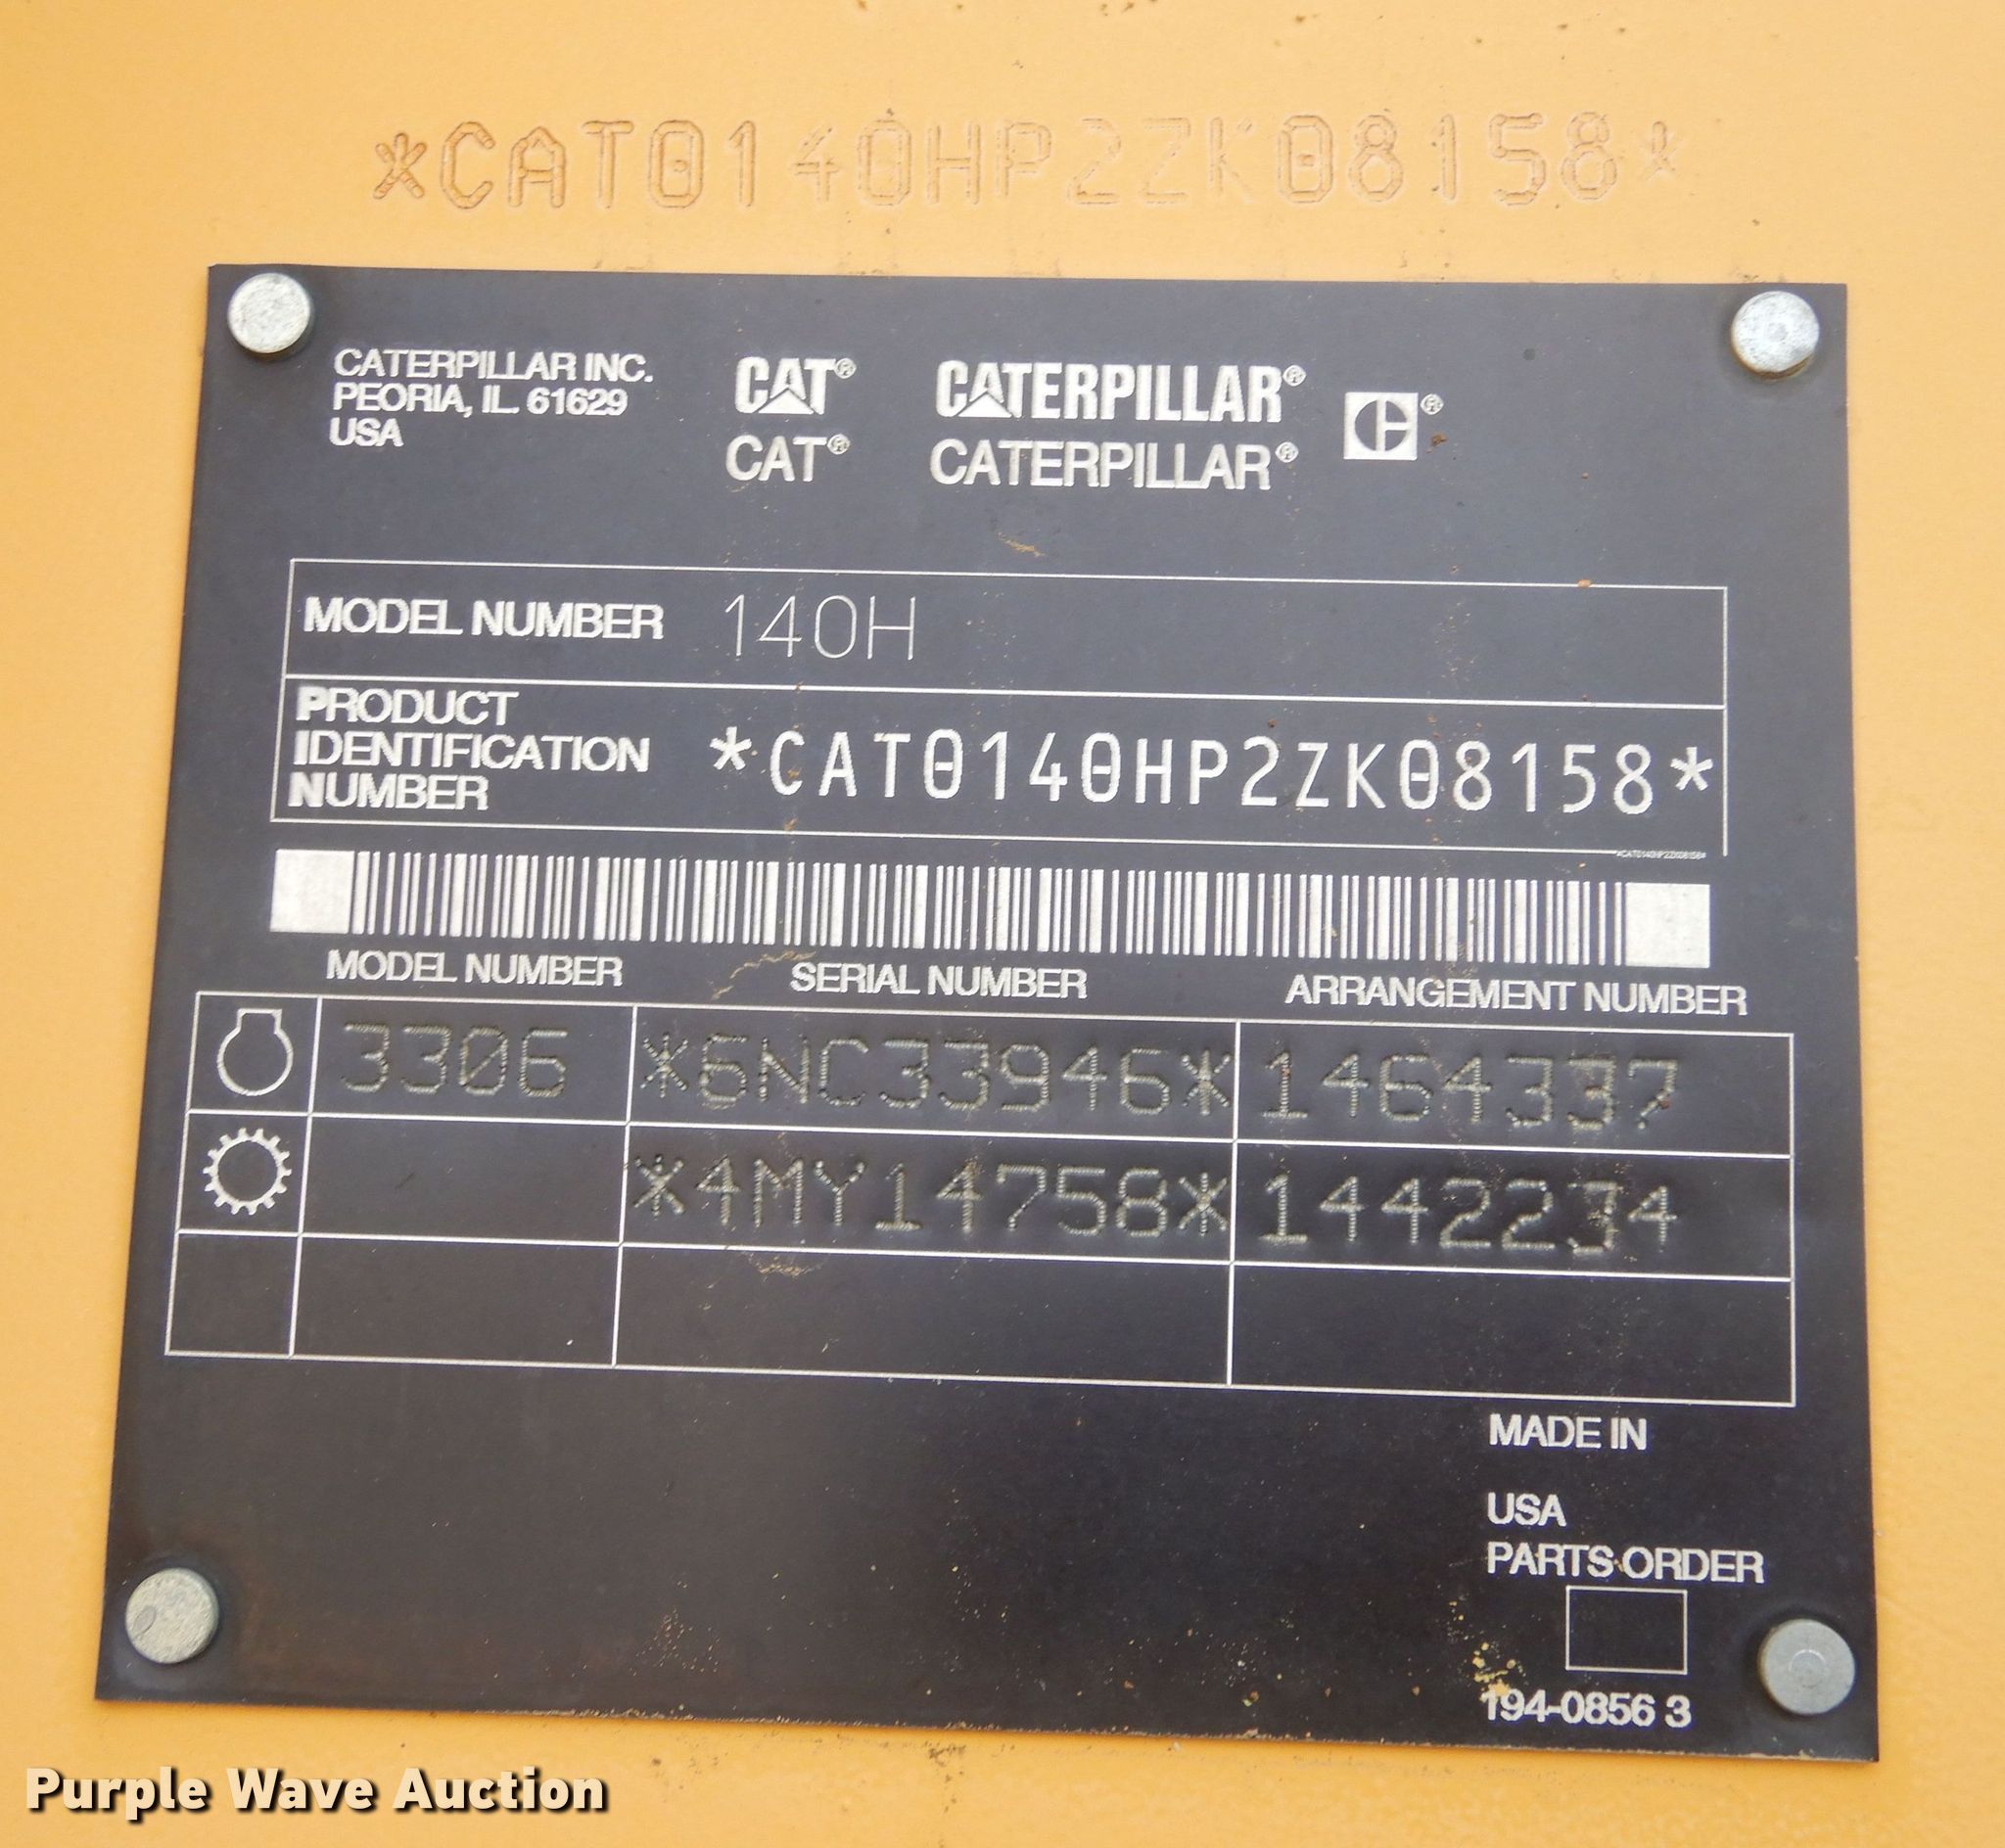 *CAT0140HP2ZK08158*
CATERPILLAR INC.
PEORIA, IL. 61629
USA
CAT® CATERPILLAR® ®
CAT® CATERPILLAR®
MODEL NUMBER 140H
PRODUCT
IDENTIFICATION
NUMBER
*CAT0140HP2ZK08158*
*CAT0140HP2ZK08158*
MODEL NUMBER SERIAL NUMBER ARRANGEMENT NUMBER
3306 *6NC33946* 1464337
*4MY14758* 1442234
MADE IN
USA
PARTS ORDER
194-0856 3
Purple Wave Auction